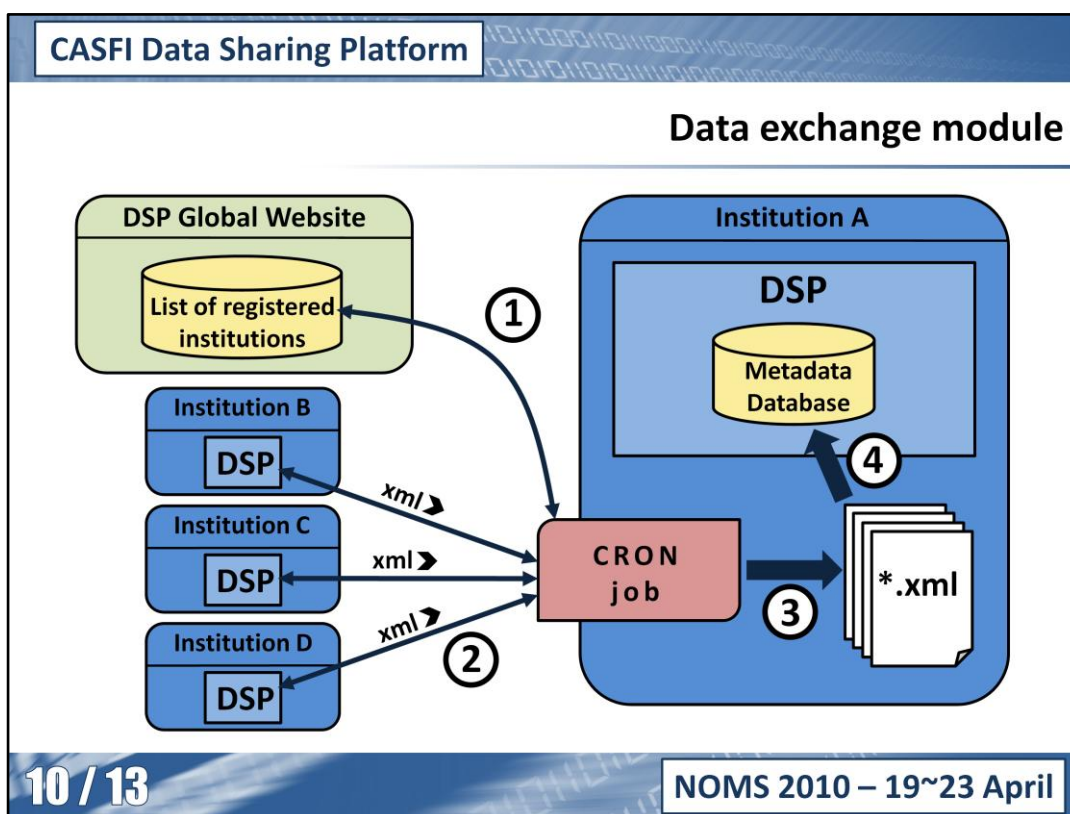 CASFI Data Sharing Platform
Data exchange module
DSP Global Website
List of registered
institutions
1
Institution A
DSP
Metadata
Database
4
Institution B
DSP
xml
Institution C
DSP
xml
Institution D
DSP
xml
2
CRON
job
3
*.xml
10 / 13
NOMS 2010 – 19~23 April